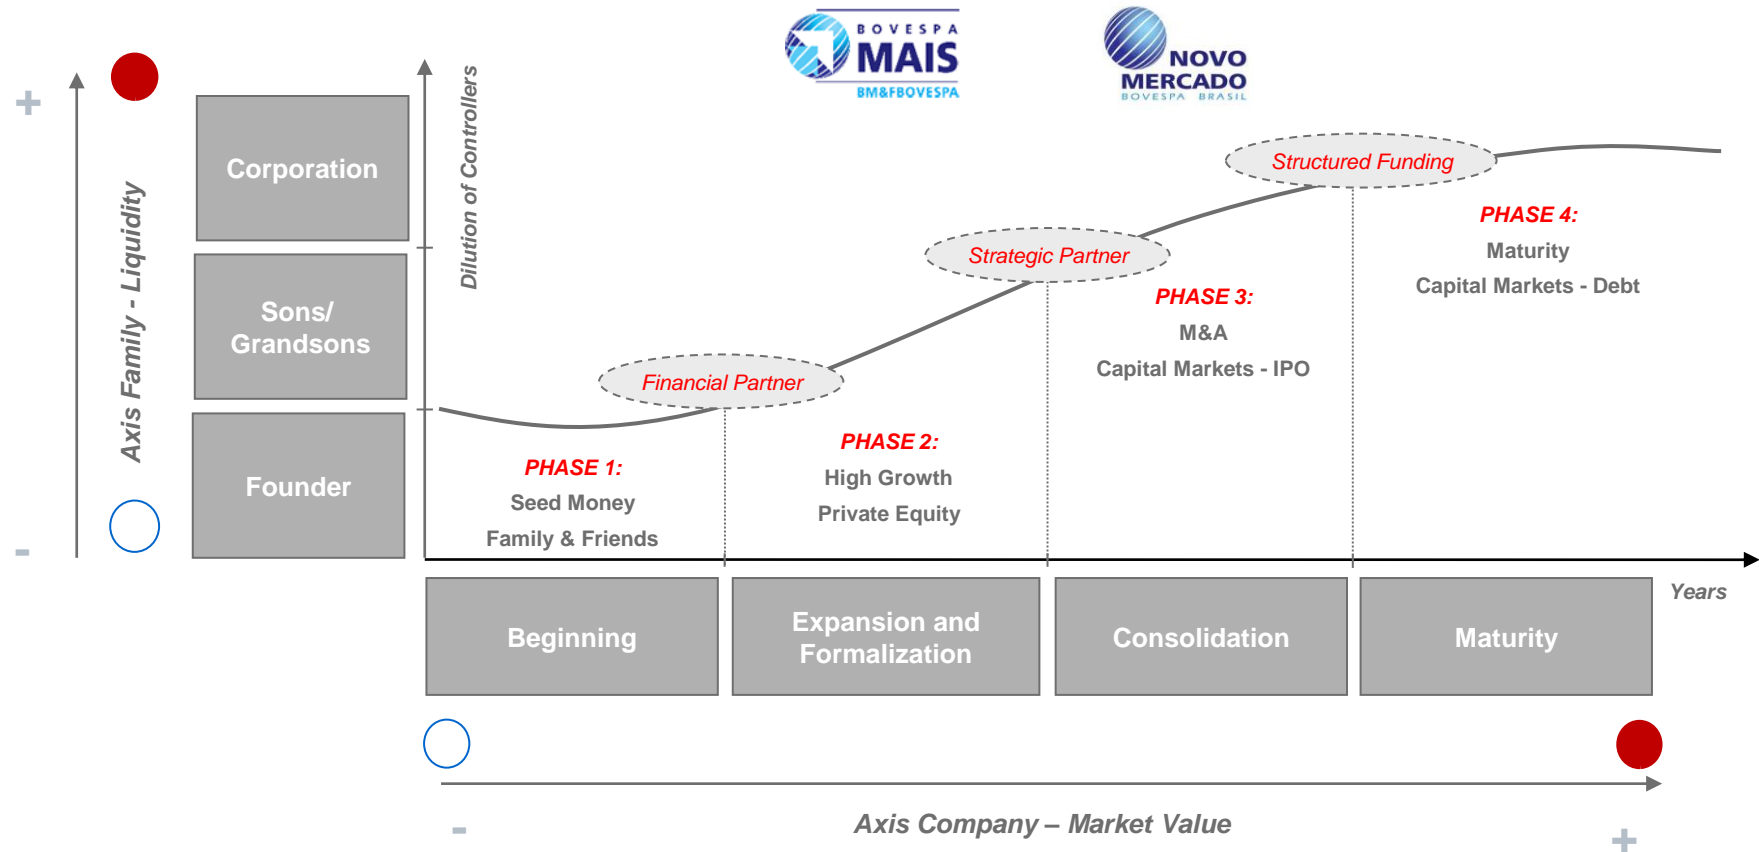 BOVESPA
MAIS
BM&FBOVESPA
NOVO
MERCADO
BOVESPA BRASIL
+
-
Axis Family - Liquidity
Corporation
Sons/
Grandsons
Founder
Dilution of Controllers
Financial Partner
Strategic Partner
Structured Funding
PHASE 1:
Seed Money
Family & Friends
PHASE 2:
High Growth
Private Equity
PHASE 3:
M&A
Capital Markets - IPO
PHASE 4:
Maturity
Capital Markets - Debt
Years
Beginning
Expansion and
Formalization
Consolidation
Maturity
-
Axis Company – Market Value
+